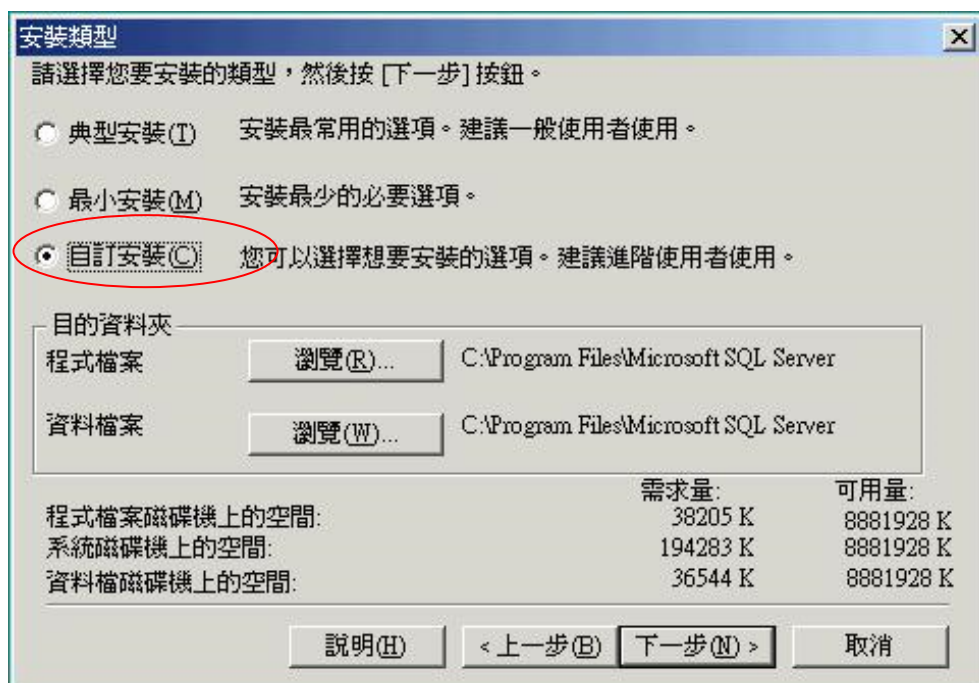 安裝類型
請選擇您要安裝的類型，然後按 [下一步] 按鈕。
典型安裝(T) 安裝最常用的選項。建議一般使用者使用。
最小安裝(M) 安裝最少的必要選項。
自訂安裝(C) 您可以選擇想要安裝的選項。建議進階使用者使用。
目的資料夾
程式檔案 瀏覽(R)... C:\Program Files\Microsoft SQL Server
資料檔案 瀏覽(W)... C:\Program Files\Microsoft SQL Server
需求量: 可用量:
程式檔案磁碟機上的空間: 38205 K 8881928 K
系統磁碟機上的空間: 194283 K 8881928 K
資料檔磁碟機上的空間: 36544 K 8881928 K
說明(H) <上一步(B) 下一步(N) > 取消